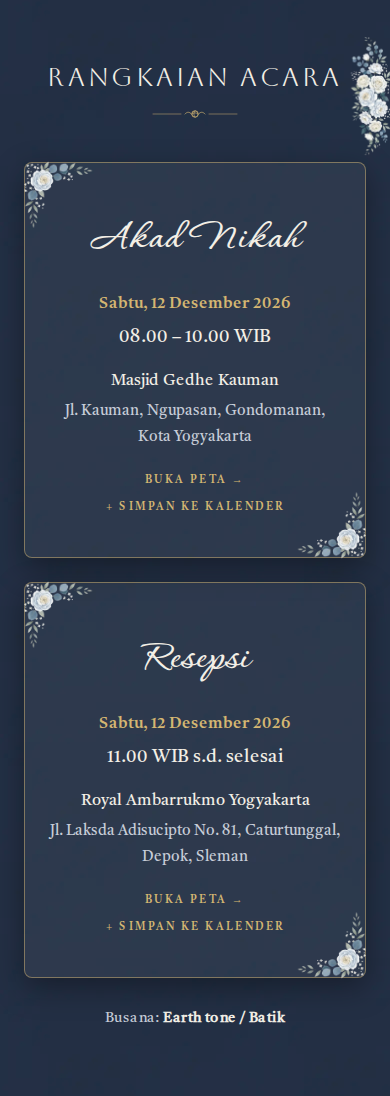 RANGKAIAN ACARA
Akad Nikah
Sabtu, 12 Desember 2026
08.00 – 10.00 WIB
Masjid Gedhe Kauman
Jl. Kauman, Ngupasan, Gondomanan,
Kota Yogyakarta
BUKA PETA →
+ SIMPAN KE KALENDER
Resepsi
Sabtu, 12 Desember 2026
11.00 WIB s.d. selesai
Royal Ambarrukmo Yogyakarta
Jl. Laksda Adisucipto No. 81, Caturtunggal,
Depok, Sleman
BUKA PETA →
+ SIMPAN KE KALENDER
Busana: Earth tone / Batik